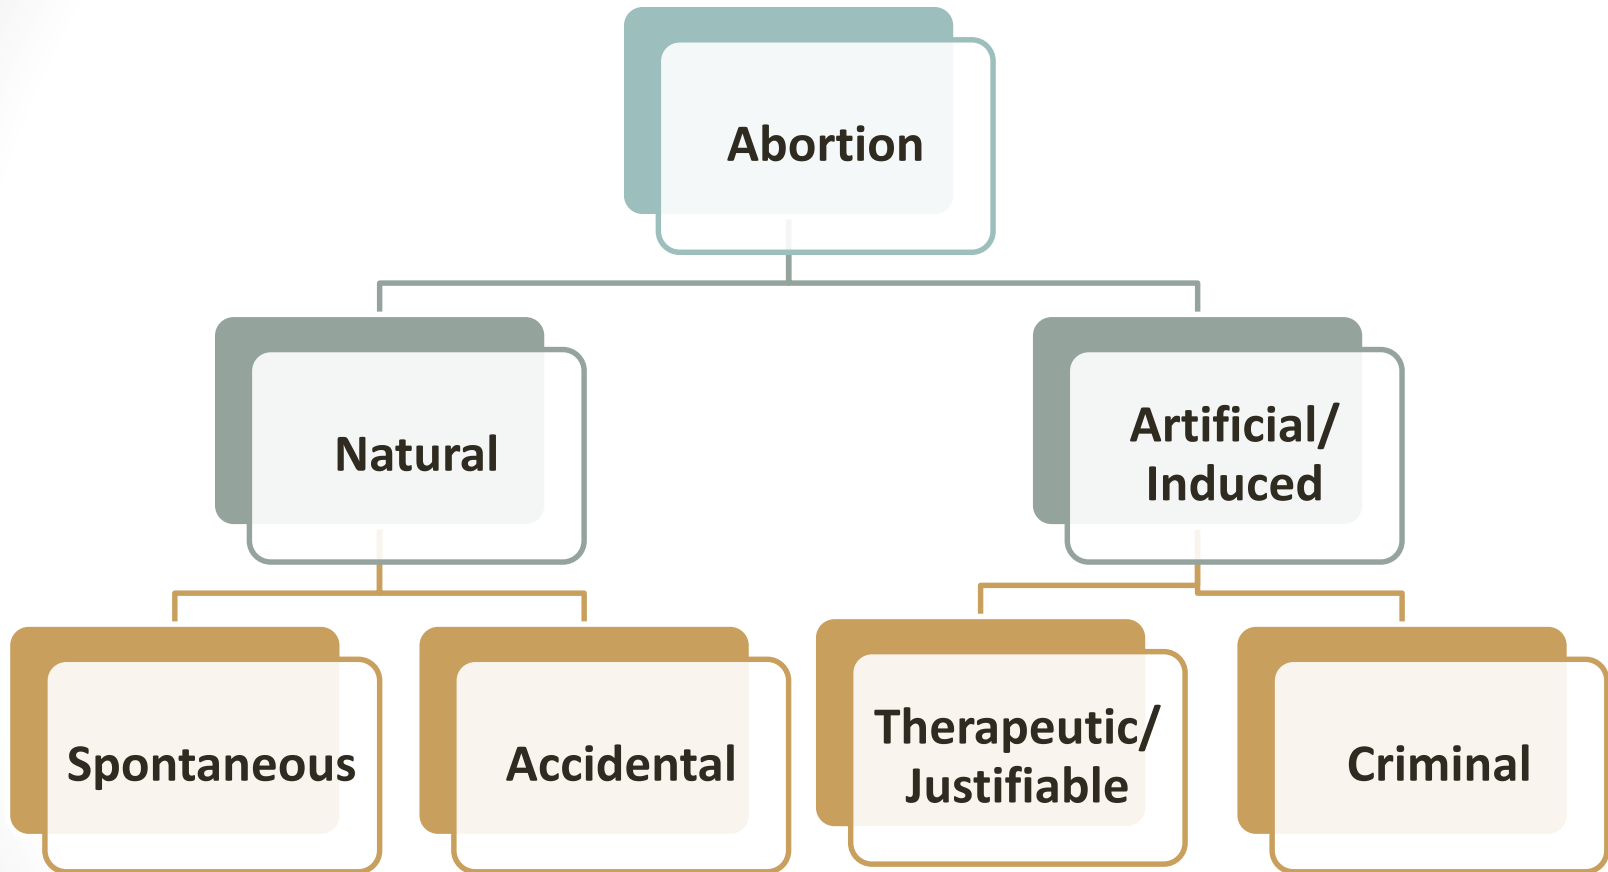 Abortion
Natural
Artificial/
Induced
Spontaneous
Accidental
Therapeutic/
Justifiable
Criminal